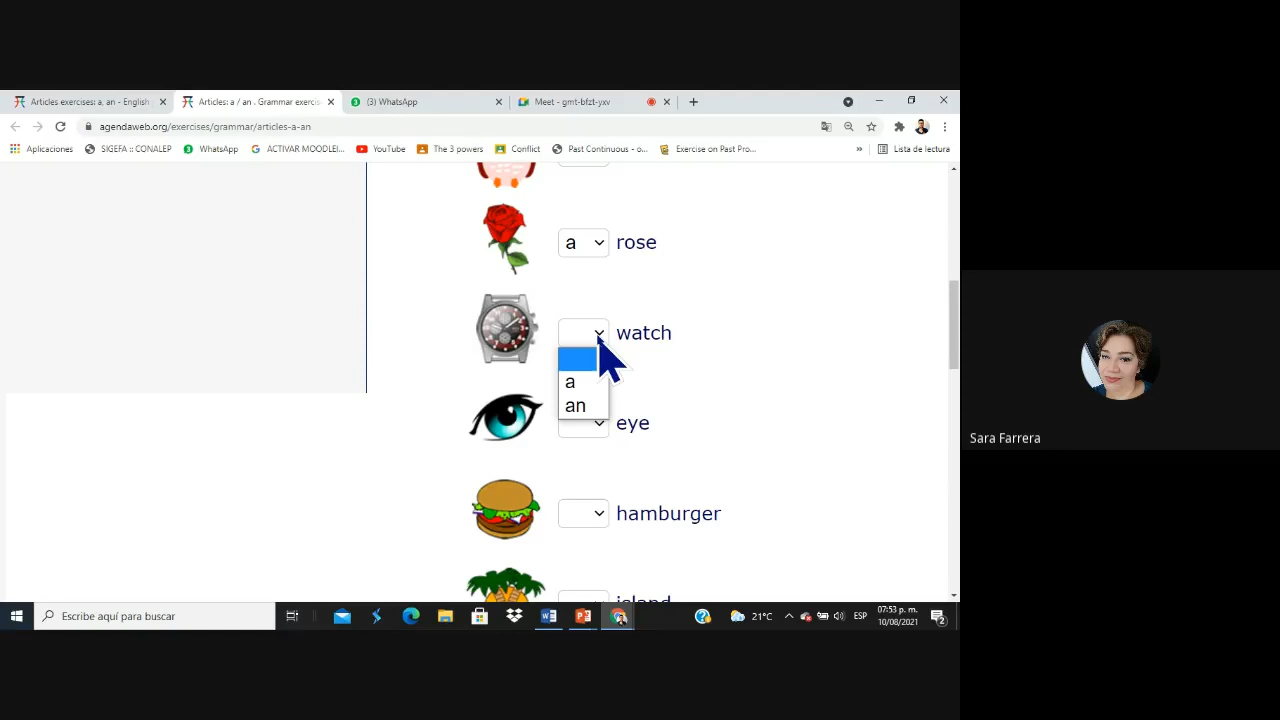 Articles exercises: a, an - English
Articles: a / an . Grammar exercis
(3) WhatsApp
Meet - gmt-bfzt-yxv
agendaweb.org/exercises/grammar/articles-a-an
Aplicaciones
SIGEFA :: CONALEP
WhatsApp
ACTIVAR MOODLEI...
YouTube
The 3 powers
Conflict
Past Continuous - o...
Exercise on Past Pro...
»
Lista de lectura
a rose
watch
a
an
eye
hamburger
island
Sara Farrera
Escribe aquí para buscar
21°C
ESP
07:53 p. m.
10/08/2021
2